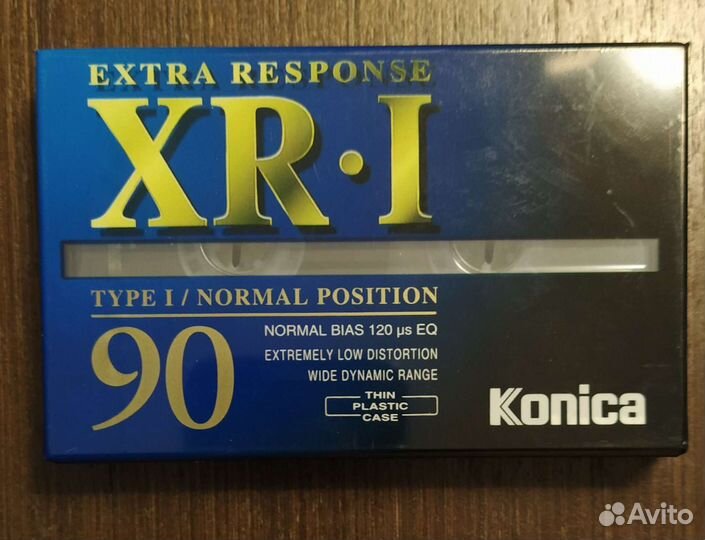 EXTRA RESPONSE
XR•I
TYPE I / NORMAL POSITION
90
NORMAL BIAS 120 µs EQ
EXTREMELY LOW DISTORTION
WIDE DYNAMIC RANGE
THIN
PLASTIC
CASE
Konica
Avito